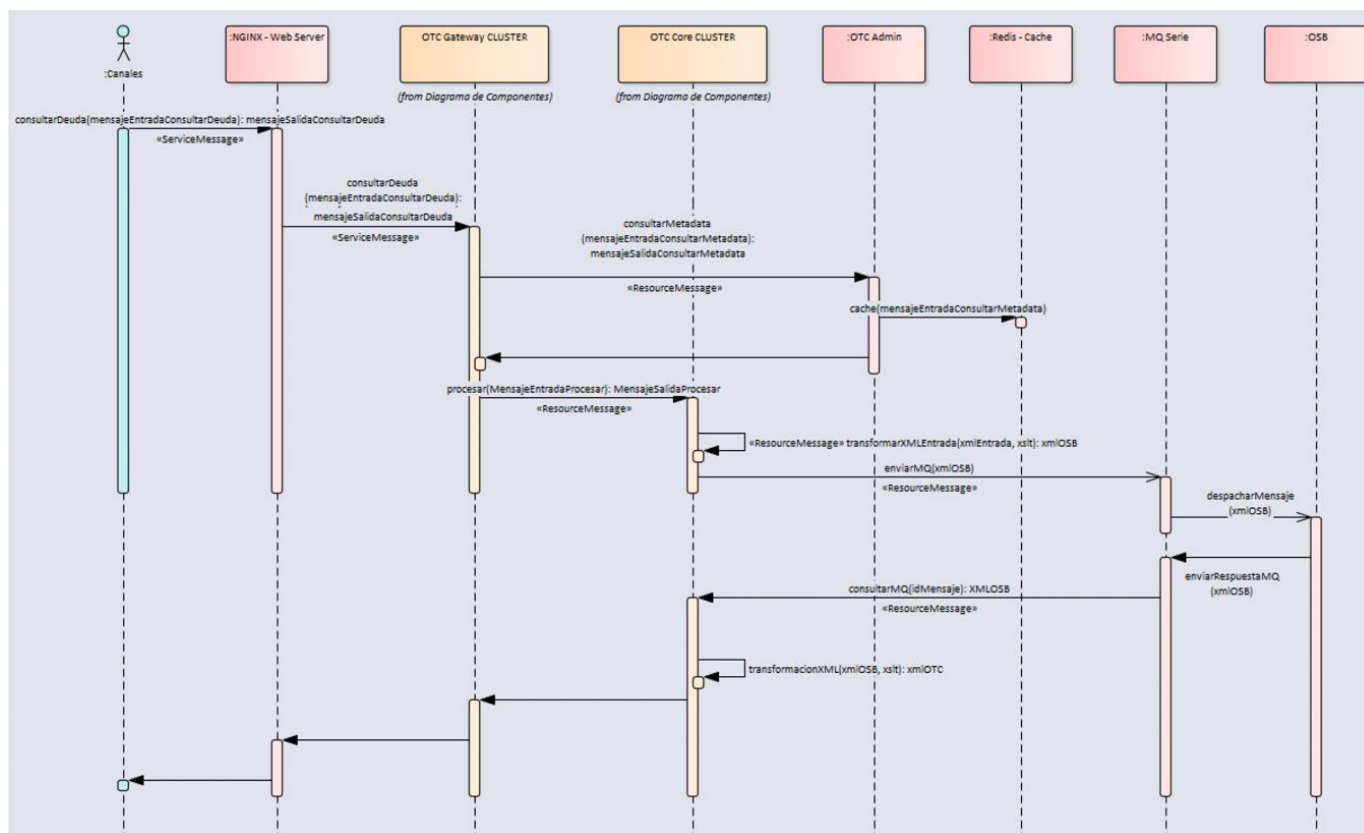 :Canales
:NGINX - Web Server
OTC Gateway CLUSTER
(from Diagrama de Componentes)
OTC Core CLUSTER
(from Diagrama de Componentes)
:OTC Admin
:Redis - Cache
:MQ Serie
:OSB
consultarDeuda(mensajeEntradaConsultarDeuda): mensajeSalidaConsultarDeuda
«ServiceMessage»
consultarDeuda
(mensajeEntradaConsultarDeuda):
mensajeSalidaConsultarDeuda
«ServiceMessage»
consultarMetadata
(mensajeEntradaConsultarMetadata):
mensajeSalidaConsultarMetadata
«ResourceMessage»
cache(mensajeEntradaConsultarMetadata)
procesar(MensajeEntradaProcesar): MensajeSalidaProcesar
«ResourceMessage»
«ResourceMessage» transformarXMLEntrada(xmlEntrada, xslt): xmlOSB
enviarMQ(xmlOSB)
«ResourceMessage»
despacharMensaje
(xmlOSB)
enviarRespuestaMQ
(xmlOSB)
consultarMQ(idMensaje): XMLOSB
«ResourceMessage»
transformacionXML(xmlOSB, xslt): xmlOTC